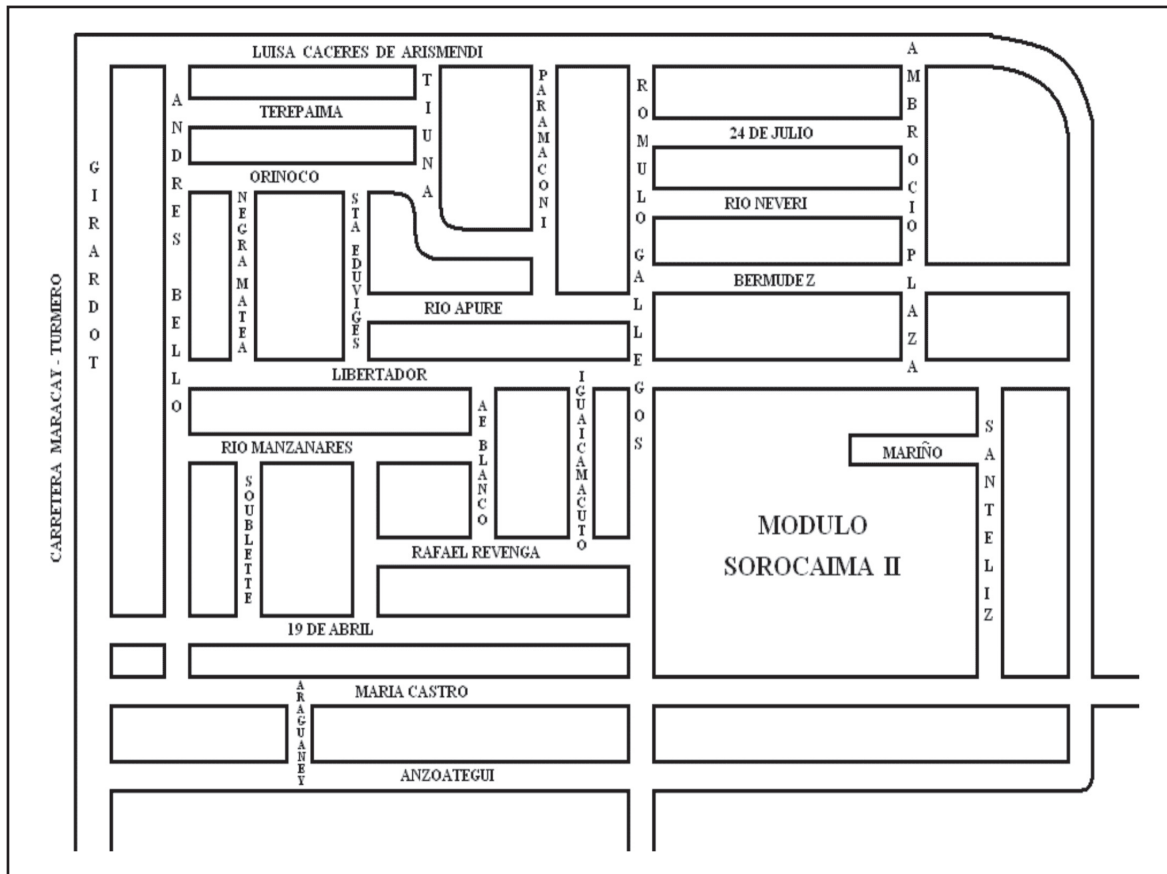 LUISA CACERES DE ARISMENDI
TIUNA
PARAMACONI
ROMULO GALLEGOS
AMBROCIO PLAZA
ANDRES BELLO
TEREPAIMA
24 DE JULIO
GIRARDOT
ORINOCO
NEGRA MATEA
STA EDUVIGES
RIO NEVERI
BERMUDEZ
RIO APURE
CARRETERA MARACAY - TURMERO
LIBERTADOR
AE BLANCO
IGUAICAMACUTO
SANTELIZ
RIO MANZANARES
MARIÑO
SOUBLETTE
MODULO
SOROCAIMA II
RAFAEL REVENGA
19 DE ABRIL
ARAGUANEY
MARIA CASTRO
ANZOATEGUI